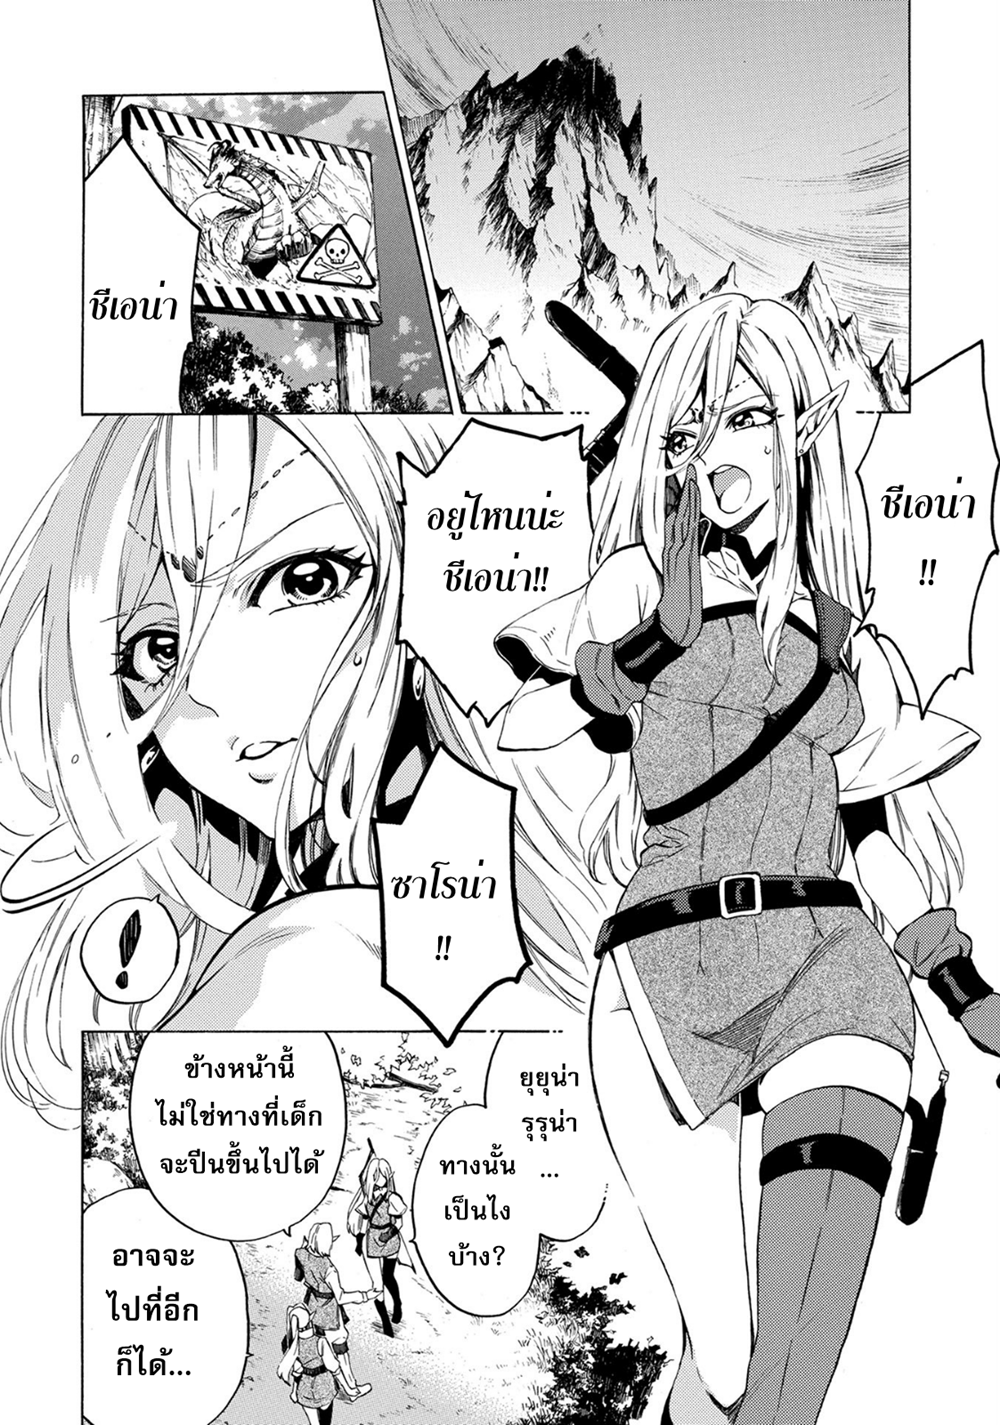 ชีเอน่า
!!
ชีเอน่า
อยู่ไหนน่ะ
ชีเอน่า!!
ซาโรน่า
!!
ยุยุน่า
รุรุน่า
...
ทางนั้น
เป็นไง
บ้าง?
ข้างหน้านี้
ไม่ใช่ทางที่เด็ก
จะปีนขึ้นไปได้
อาจจะ
ไปที่อีก
ก็ได้...